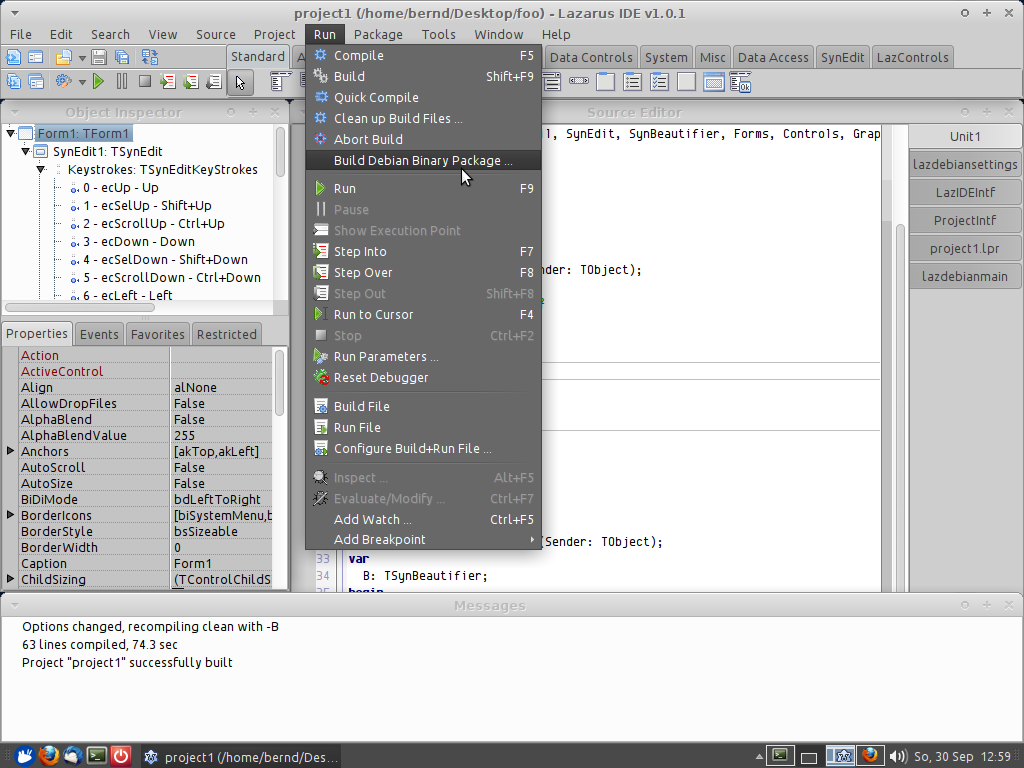 project1 (/home/bernd/Desktop/foo) - Lazarus IDE v1.0.1
File Edit Search View Source Project Run Package Tools Window Help
Standard A Data Controls System Misc Data Access SynEdit LazControls
Object Inspector
Form1: TForm1
SynEdit1: TSynEdit
Keystrokes: TSynEditKeyStrokes
0 - ecUp - Up
1 - ecSelUp - Shift+Up
2 - ecScrollUp - Ctrl+Up
3 - ecDown - Down
4 - ecSelDown - Shift+Down
5 - ecScrollDown - Ctrl+Down
6 - ecLeft - Left
Properties Events Favorites Restricted
Action
ActiveControl
Align alNone
AllowDropFiles False
AlphaBlend False
AlphaBlendValue 255
Anchors [akTop,akLeft]
AutoScroll False
AutoSize False
BiDiMode bdLeftToRight
BorderIcons [biSystemMenu,b
BorderStyle bsSizeable
BorderWidth 0
Caption Form1
ChildSizing (TControlChildS
Compile F5
Build Shift+F9
Quick Compile
Clean up Build Files ...
Abort Build
Build Debian Binary Package ...
Run F9
Pause
Show Execution Point
Step Into F7
Step Over F8
Step Out Shift+F8
Run to Cursor F4
Stop Ctrl+F2
Run Parameters ...
Reset Debugger
Build File
Run File
Configure Build+Run File ...
Inspect ... Alt+F5
Evaluate/Modify ... Ctrl+F7
Add Watch ... Ctrl+F5
Add Breakpoint
Source Editor
1, SynEdit, SynBeautifier, Forms, Controls, Grap
nder: TObject);
(Sender: TObject);
33 var
34 B: TSynBeautifier;
35 begin
Unit1
lazdebiansettings
LazIDEIntf
ProjectIntf
project1.lpr
lazdebianmain
Messages
Options changed, recompiling clean with -B
63 lines compiled, 74.3 sec
Project "project1" successfully built
project1 (/home/bernd/Des...
So, 30 Sep 12:59